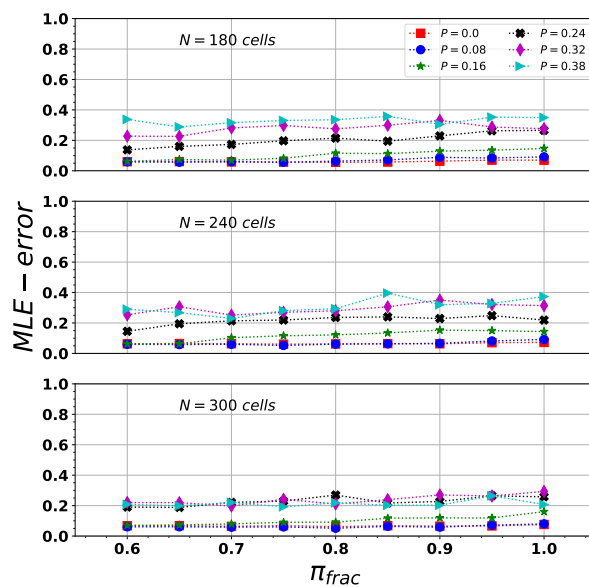 1.0
0.8
0.6
0.4
0.2
0.0
N = 180 cells
P = 0.0
P = 0.08
P = 0.16
P = 0.24
P = 0.32
P = 0.38
MLE − error
1.0
0.8
0.6
0.4
0.2
0.0
N = 240 cells
1.0
0.8
0.6
0.4
0.2
0.0
N = 300 cells
0.6 0.7 0.8 0.9 1.0
π_frac